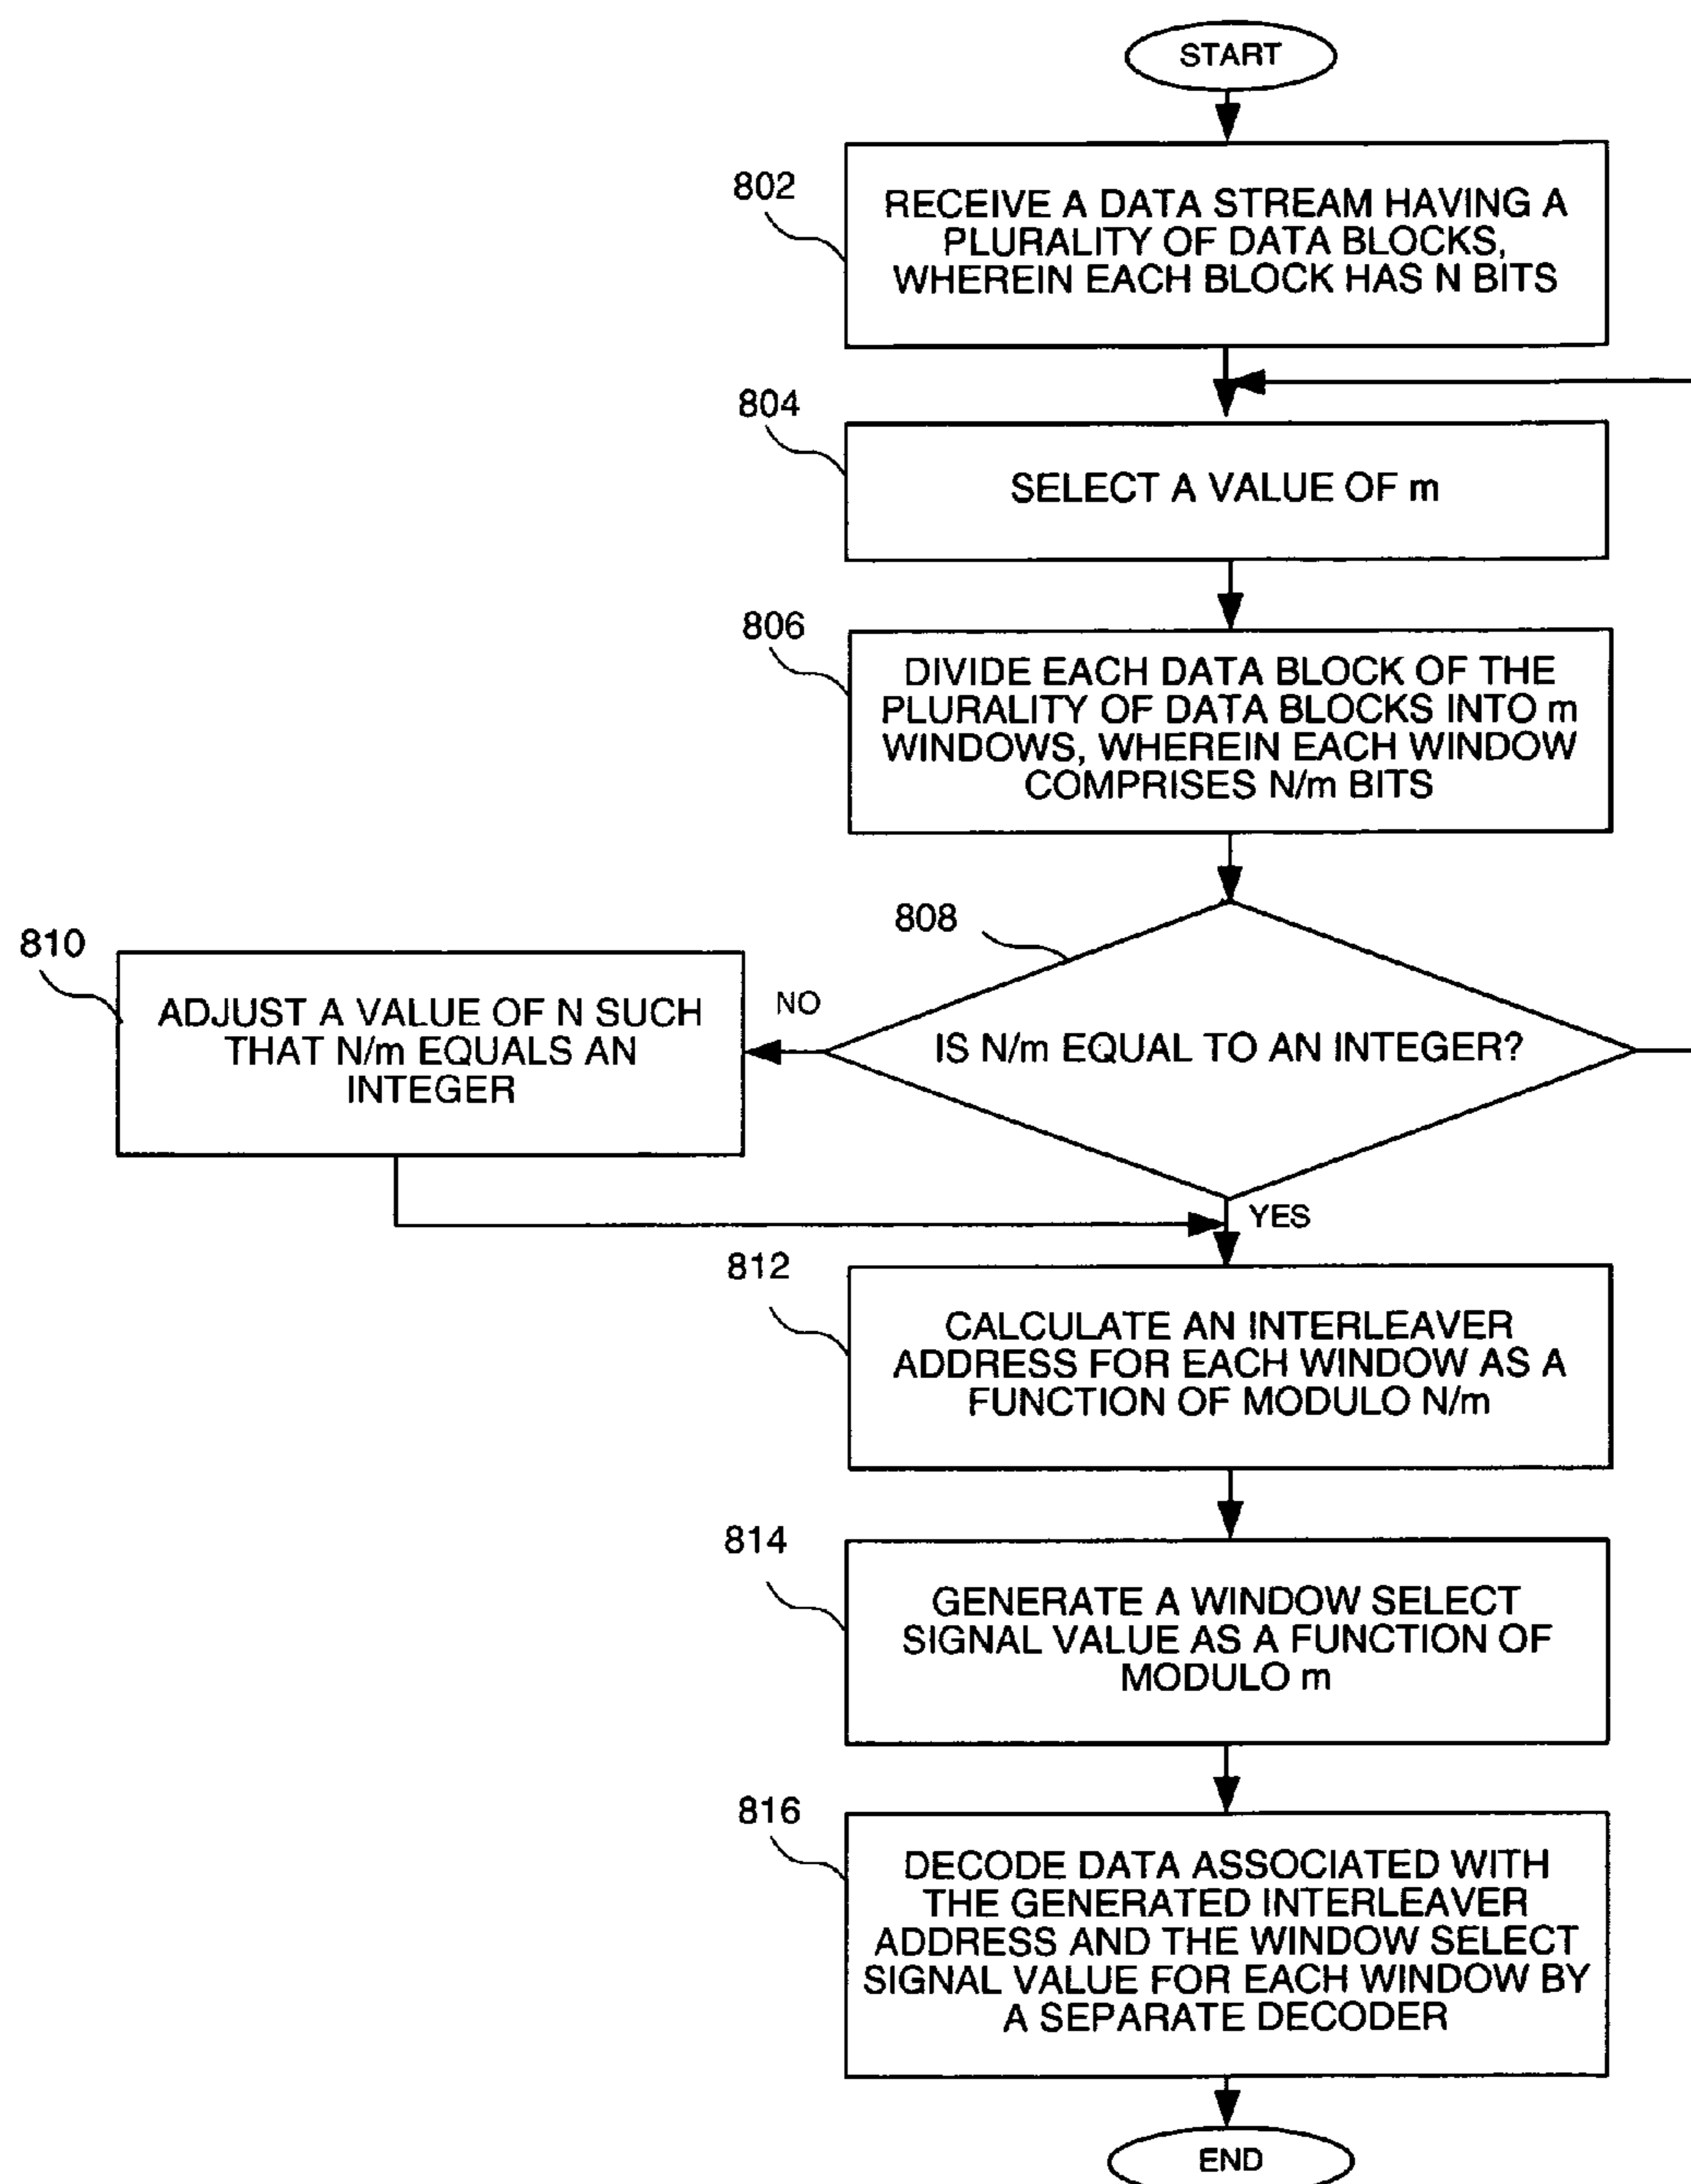 START
802
RECEIVE A DATA STREAM HAVING A
PLURALITY OF DATA BLOCKS,
WHEREIN EACH BLOCK HAS N BITS
804
SELECT A VALUE OF m
806
DIVIDE EACH DATA BLOCK OF THE
PLURALITY OF DATA BLOCKS INTO m
WINDOWS, WHEREIN EACH WINDOW
COMPRISES N/m BITS
808
IS N/m EQUAL TO AN INTEGER?
NO
810
ADJUST A VALUE OF N SUCH
THAT N/m EQUALS AN
INTEGER
YES
812
CALCULATE AN INTERLEAVER
ADDRESS FOR EACH WINDOW AS A
FUNCTION OF MODULO N/m
814
GENERATE A WINDOW SELECT
SIGNAL VALUE AS A FUNCTION OF
MODULO m
816
DECODE DATA ASSOCIATED WITH
THE GENERATED INTERLEAVER
ADDRESS AND THE WINDOW SELECT
SIGNAL VALUE FOR EACH WINDOW BY
A SEPARATE DECODER
END